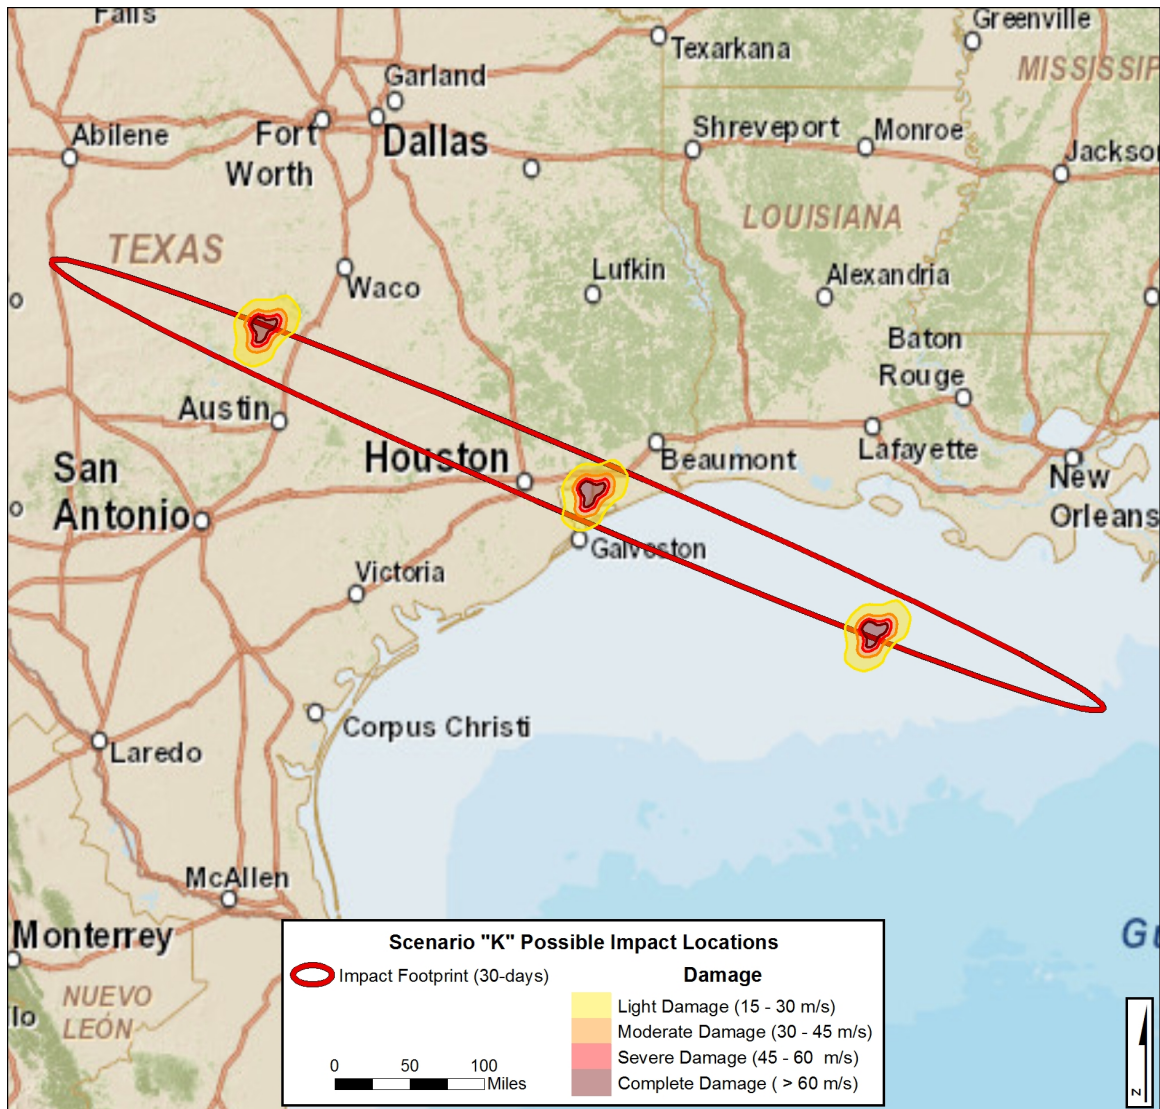 Falls
Greenville
Texarkana
MISSISSIP
Garland
Abilene
Fort
Worth
Dallas
Shreveport
Monroe
Jackso
LOUISIANA
TEXAS
Waco
Lufkin
Alexandria
Baton
Rouge
Austin
Houston
Beaumont
Lafayette
San
Antonio
New
Orleans
Galveston
Victoria
Corpus Christi
Laredo
McAllen
Monterrey
Gu
NUEVO
LEÓN
lo
Scenario "K" Possible Impact Locations
Impact Footprint (30-days)
Damage
Light Damage (15 - 30 m/s)
Moderate Damage (30 - 45 m/s)
Severe Damage (45 - 60 m/s)
Complete Damage ( > 60 m/s)
0 50 100
Miles
N